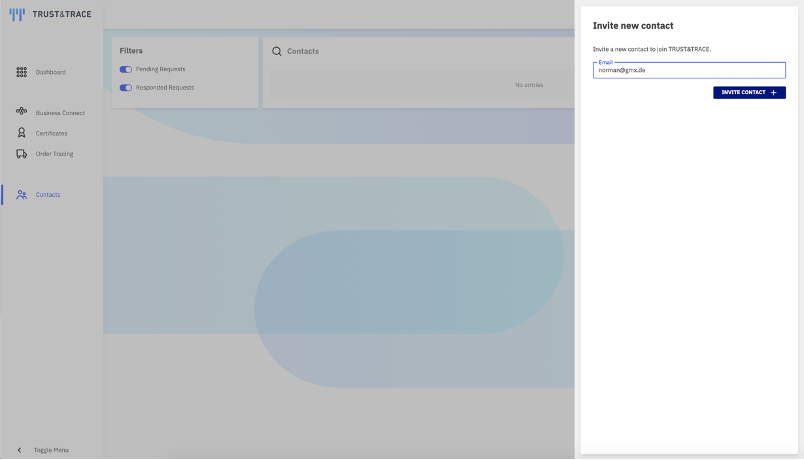 TRUST&TRACE
Dashboard
Business Connect
Certificates
Order Tracing
Contacts
Toggle Menu
Filters
Pending Requests
Responded Requests
Contacts
No entries
Invite new contact
Invite a new contact to join TRUST&TRACE.
Email
norman@gmx.de
INVITE CONTACT +